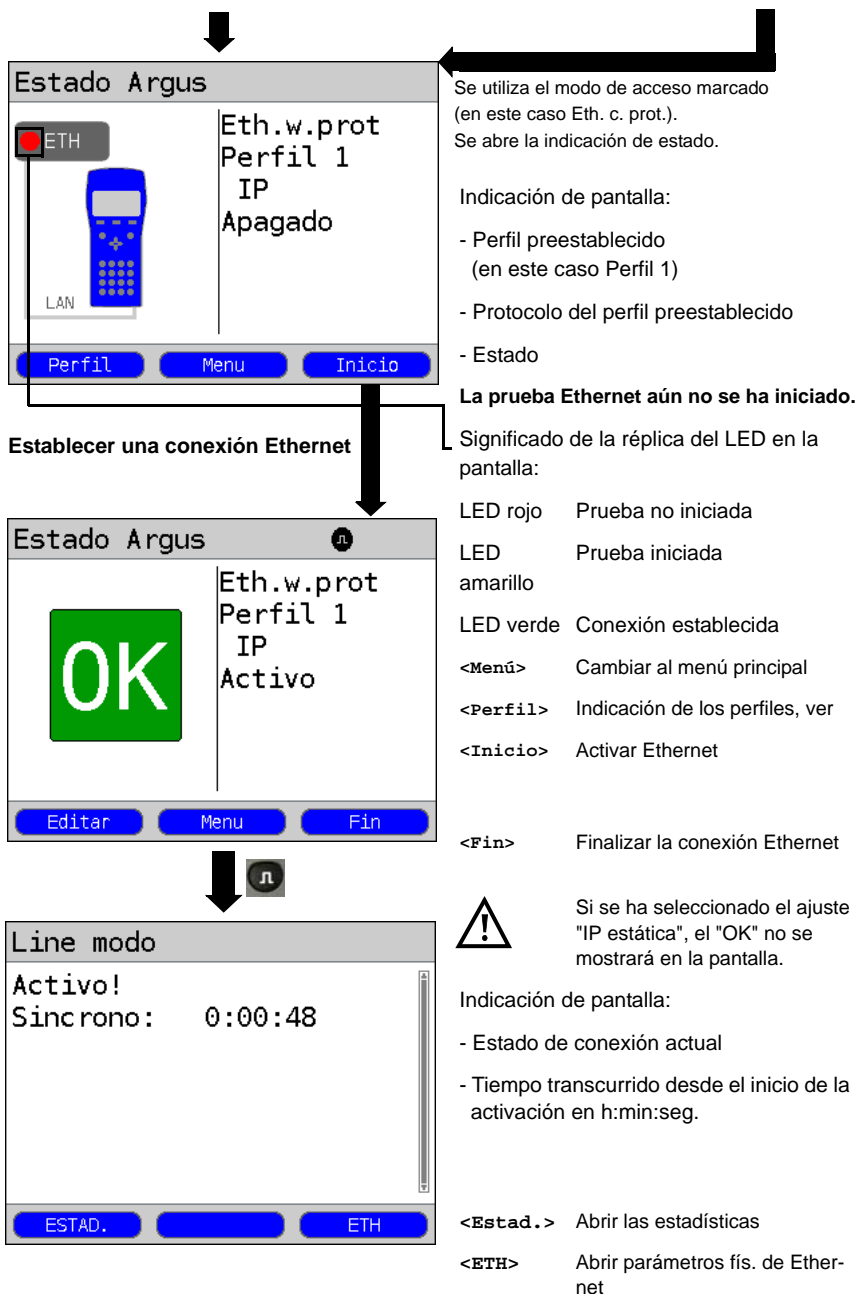 Estado Argus
ETH
LAN
Eth.w.prot
Perfil 1
IP
Apagado
Perfil
Menu
Inicio
Se utiliza el modo de acceso marcado
(en este caso Eth. c. prot.).
Se abre la indicación de estado.
Indicación de pantalla:
- Perfil preestablecido
(en este caso Perfil 1)
- Protocolo del perfil preestablecido
- Estado
La prueba Ethernet aún no se ha iniciado.
Establecer una conexión Ethernet
Significado de la réplica del LED en la
pantalla:
LED rojo Prueba no iniciada
LED Prueba iniciada
amarillo
LED verde Conexión establecida
<Menú> Cambiar al menú principal
<Perfil> Indicación de los perfiles, ver
<Inicio> Activar Ethernet
Estado Argus
OK
Eth.w.prot
Perfil 1
IP
Activo
Editar
Menu
Fin
<Fin> Finalizar la conexión Ethernet
Si se ha seleccionado el ajuste
"IP estática", el "OK" no se
mostrará en la pantalla.
Line modo
Activo!
Sincrono: 0:00:48
ESTAD.
ETH
Indicación de pantalla:
- Estado de conexión actual
- Tiempo transcurrido desde el inicio de la
activación en h:min:seg.
<Estad.> Abrir las estadísticas
<ETH> Abrir parámetros fís. de Ether-
net